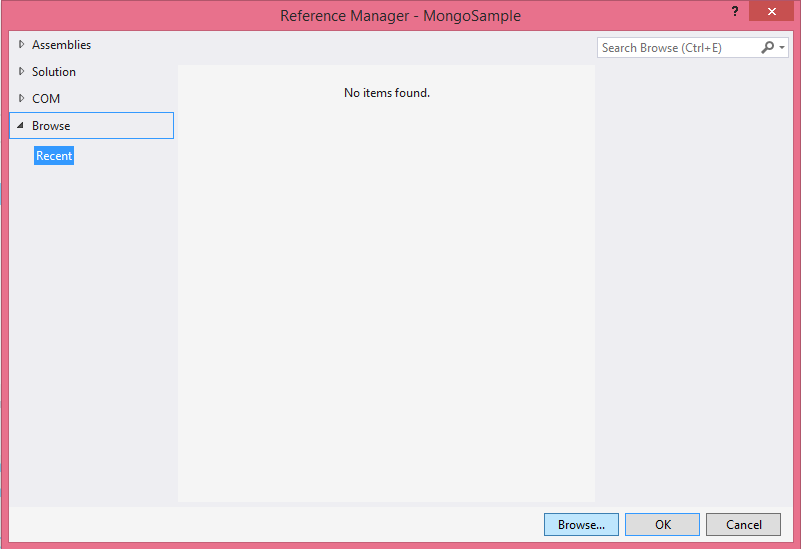 Reference Manager - MongoSample
?
Assemblies
Solution
COM
Browse
Recent
Search Browse (Ctrl+E)
No items found.
Browse...
OK
Cancel